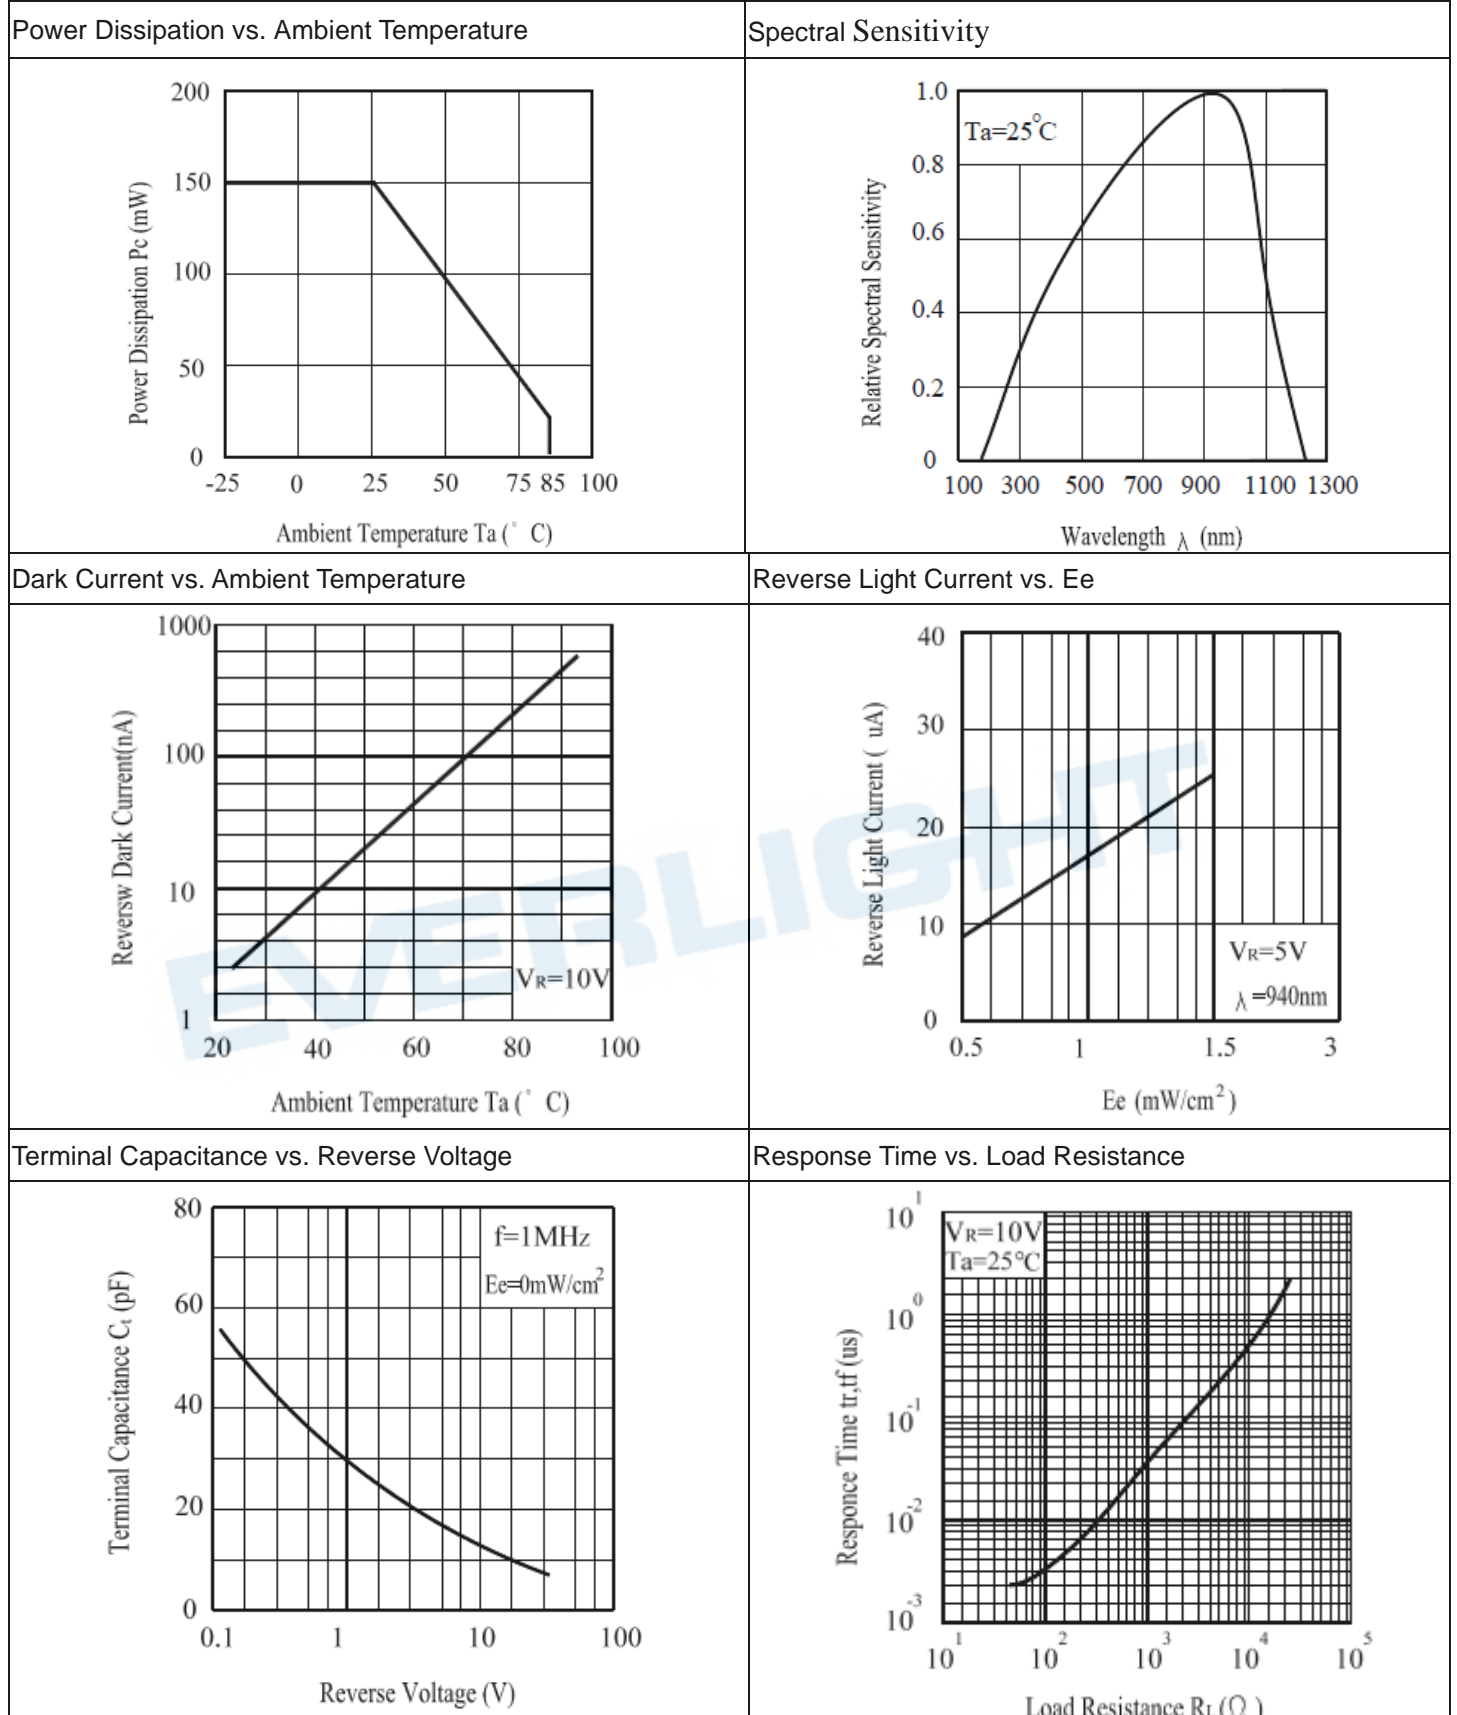 Power Dissipation vs. Ambient Temperature
Spectral Sensitivity
200
150
100
50
0
-25 0 25 50 75 85 100
Power Dissipation Pc (mW)
Ambient Temperature Ta (° C)
1.0
0.8
0.6
0.4
0.2
0
Ta=25°C
100 300 500 700 900 1100 1300
Relative Spectral Sensitivity
Wavelength λ (nm)
Dark Current vs. Ambient Temperature
Reverse Light Current vs. Ee
1000
100
10
1
VR=10V
20 40 60 80 100
Reversw Dark Current(nA)
Ambient Temperature Ta (° C)
40
30
20
10
0
VR=5V
λ=940nm
0.5 1 1.5 3
Reverse Light Current ( uA)
Ee (mW/cm²)
EVERLIGHT
Terminal Capacitance vs. Reverse Voltage
Response Time vs. Load Resistance
80
60
40
20
0
f=1MHz
Ee=0mW/cm²
0.1 1 10 100
Terminal Capacitance Ct (pF)
Reverse Voltage (V)
10¹
10⁰
10⁻¹
10⁻²
10⁻³
VR=10V
Ta=25℃
10¹ 10² 10³ 10⁴ 10⁵
Responce Time tr,tf (us)
Load Resistance RL (Ω )